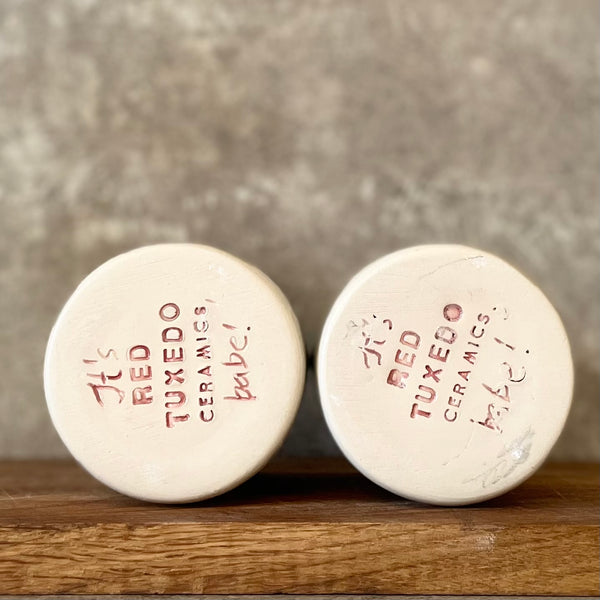 It's
RED
TUXEDO
CERAMICS,
babe!
It's
RED
TUXEDO
CERAMICS,
babe!